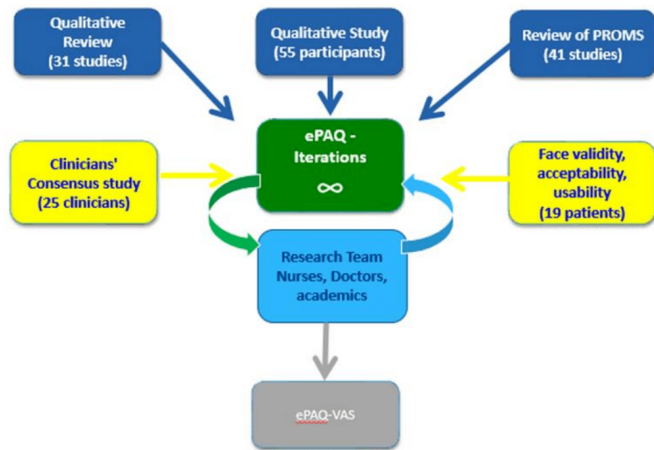 Qualitative
Review
(31 studies)
Qualitative Study
(55 participants)
Review of PROMS
(41 studies)
ePAQ -
Iterations
∞
Clinicians'
Consensus study
(25 clinicians)
Face validity,
acceptability,
usability
(19 patients)
Research Team
Nurses, Doctors,
academics
ePAQ-VAS